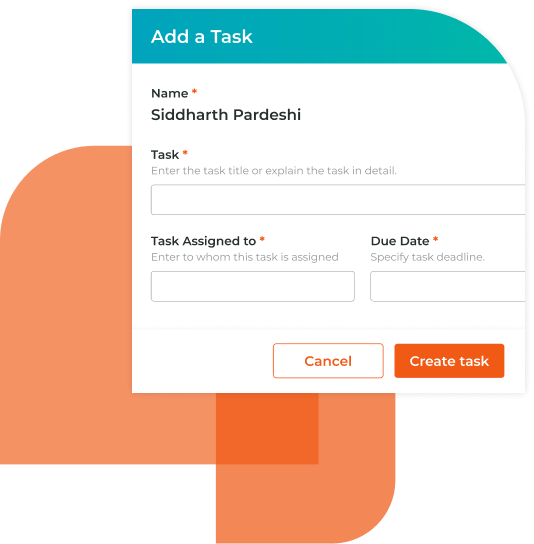 Add a Task
Name *
Siddharth Pardeshi
Task *
Enter the task title or explain the task in detail.
Task Assigned to *
Enter to whom this task is assigned
Due Date *
Specify task deadline.
Cancel
Create task